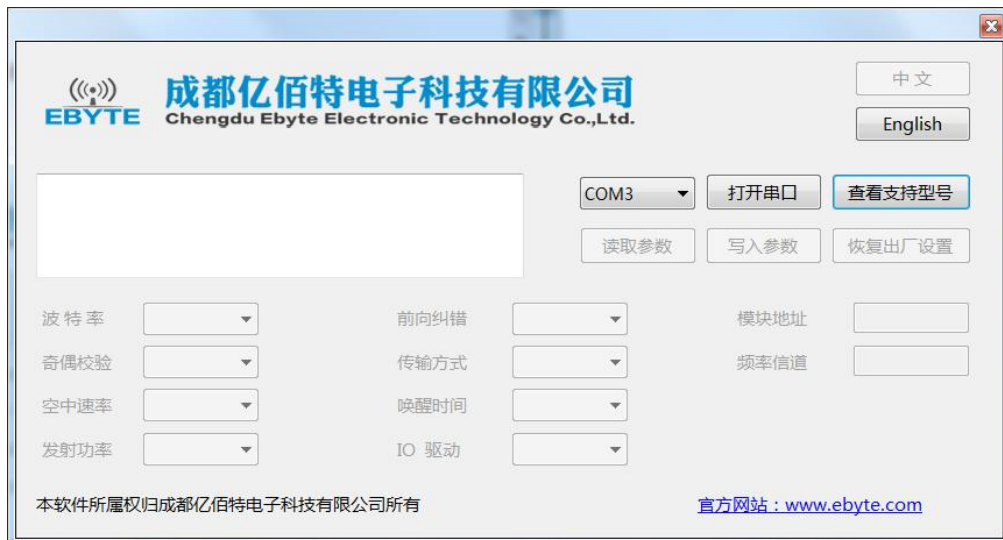 成都亿佰特电子科技有限公司
中文
EBYTE
Chengdu Ebyte Electronic Technology Co.,Ltd.
English
COM3
打开串口
查看支持型号
读取参数
写入参数
恢复出厂设置
波特率
前向纠错
模块地址
奇偶校验
传输方式
频率信道
空中速率
唤醒时间
发射功率
IO 驱动
本软件所属权归成都亿佰特电子科技有限公司所有
官方网站：www.ebyte.com